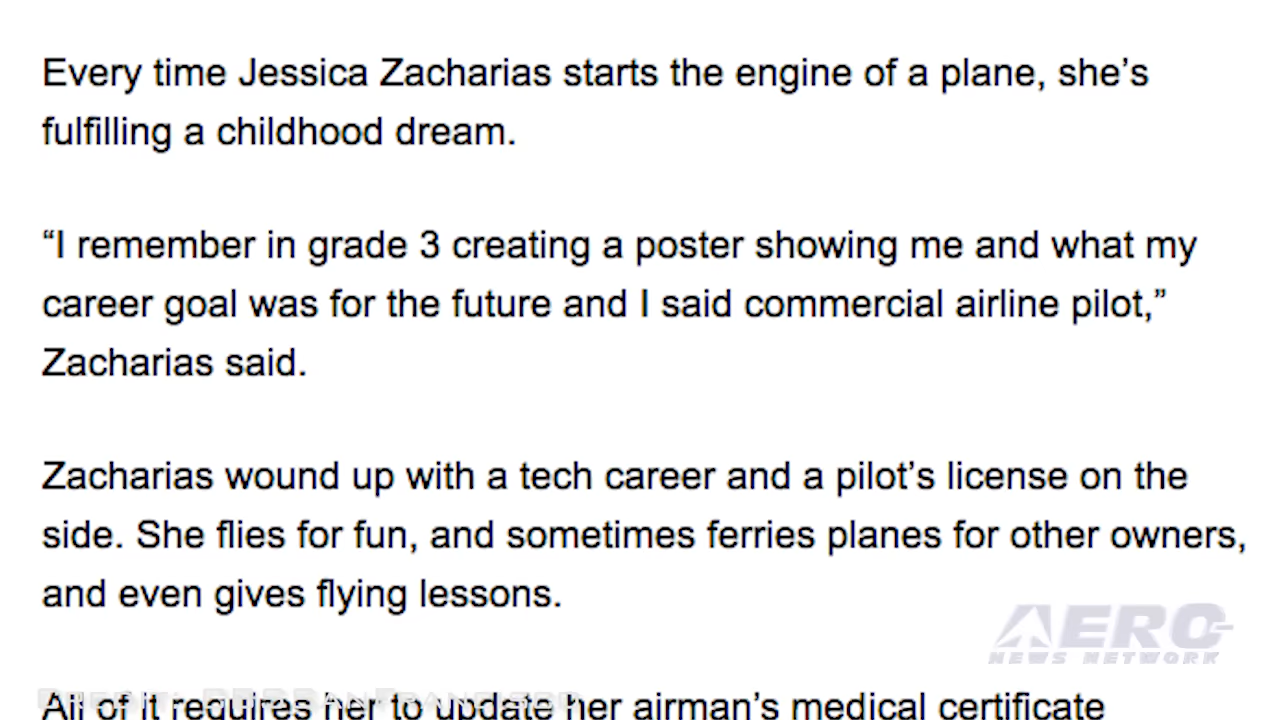 Every time Jessica Zacharias starts the engine of a plane, she’s
fulfilling a childhood dream.
“I remember in grade 3 creating a poster showing me and what my
career goal was for the future and I said commercial airline pilot,”
Zacharias said.
Zacharias wound up with a tech career and a pilot’s license on the
side. She flies for fun, and sometimes ferries planes for other owners,
and even gives flying lessons.
AERO
NEWS NETWORK
All of it requires her to update her airman’s medical certificate